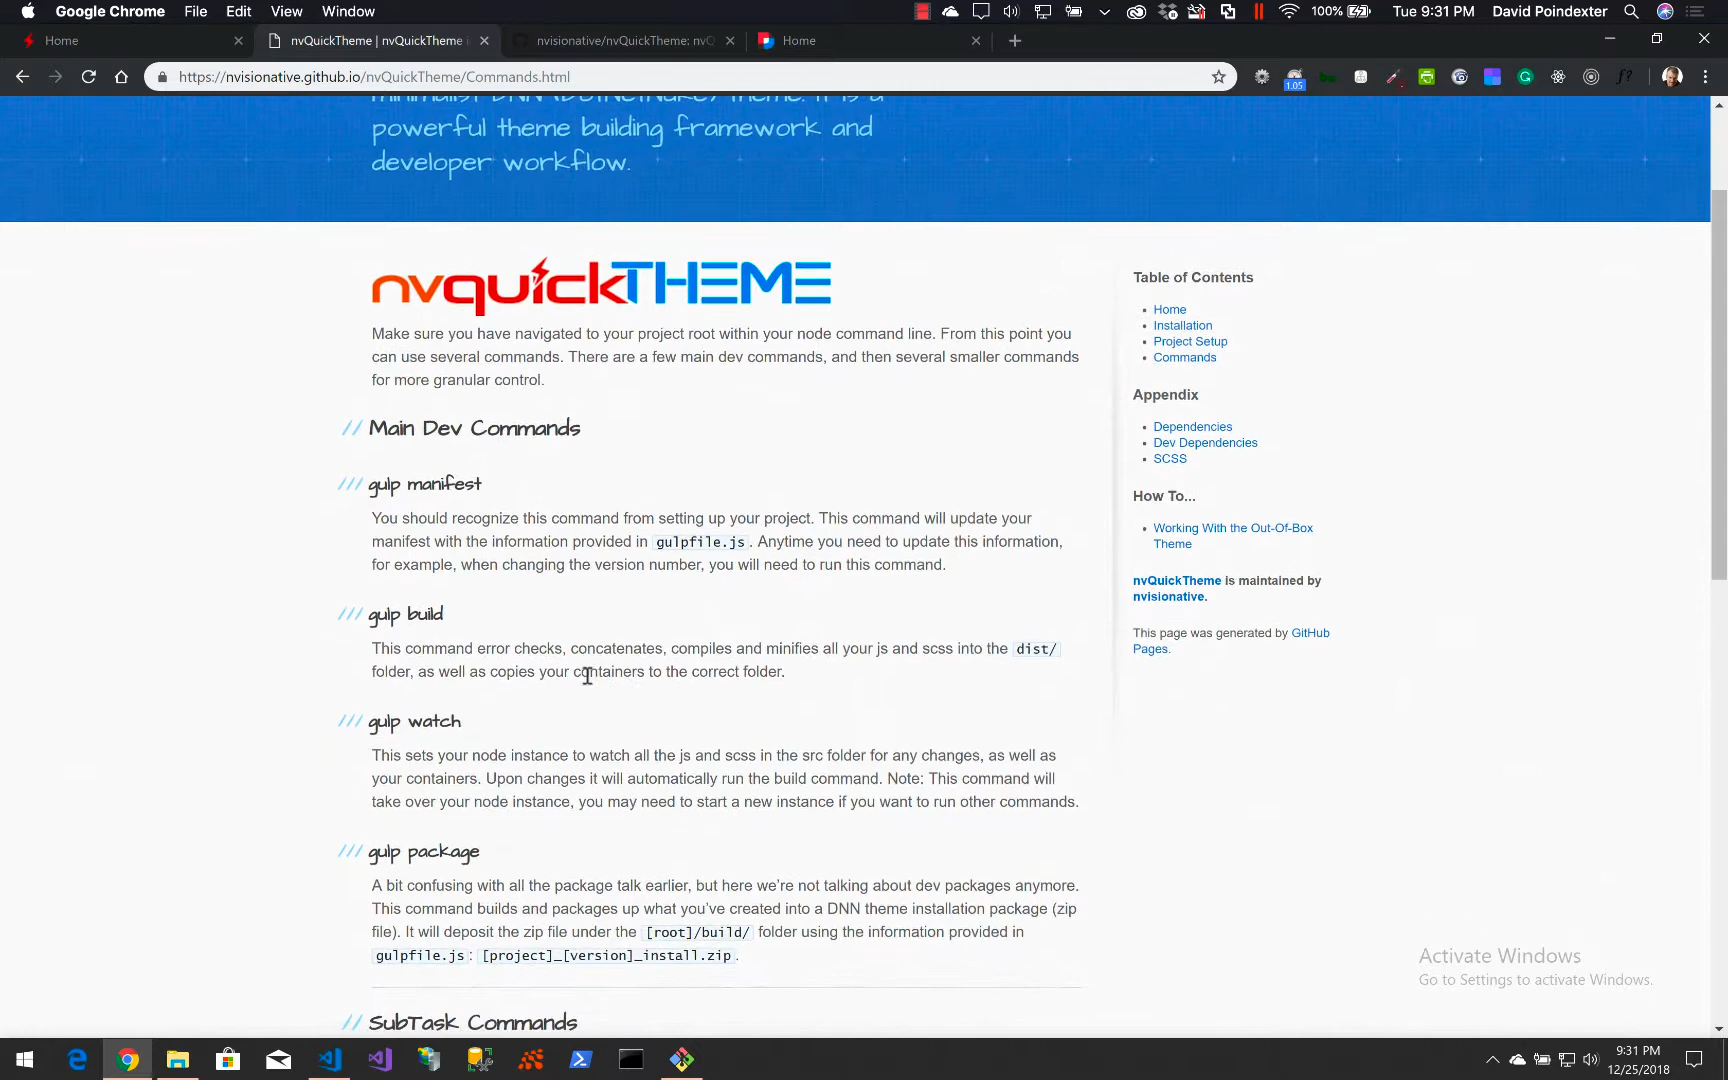 Google Chrome File Edit View Window 100% Tue 9:31 PM David Poindexter
Home nvQuickTheme | nvQuickTheme i nvisionative/nvQuickTheme: nvQ Home
https://nvisionative.github.io/nvQuickTheme/Commands.html 1.05 f?
minimalist DNN (DotNetNuke) theme. It is a
powerful theme building framework and
developer workflow.
nvquickTHEME
Make sure you have navigated to your project root within your node command line. From this point you
can use several commands. There are a few main dev commands, and then several smaller commands
for more granular control.
// Main Dev Commands
/// gulp manifest
You should recognize this command from setting up your project. This command will update your
manifest with the information provided in gulpfile.js. Anytime you need to update this information,
for example, when changing the version number, you will need to run this command.
/// gulp build
This command error checks, concatenates, compiles and minifies all your js and scss into the dist/
folder, as well as copies your containers to the correct folder.
/// gulp watch
This sets your node instance to watch all the js and scss in the src folder for any changes, as well as
your containers. Upon changes it will automatically run the build command. Note: This command will
take over your node instance, you may need to start a new instance if you want to run other commands.
/// gulp package
A bit confusing with all the package talk earlier, but here we're not talking about dev packages anymore.
This command builds and packages up what you've created into a DNN theme installation package (zip
file). It will deposit the zip file under the [root]/build/ folder using the information provided in
gulpfile.js: [project]_[version]_install.zip.
// SubTask Commands
Table of Contents
Home
Installation
Project Setup
Commands
Appendix
Dependencies
Dev Dependencies
SCSS
How To...
Working With the Out-Of-Box
Theme
nvQuickTheme is maintained by
nvisionative.
This page was generated by GitHub
Pages.
Activate Windows
Go to Settings to activate Windows.
9:31 PM
12/25/2018